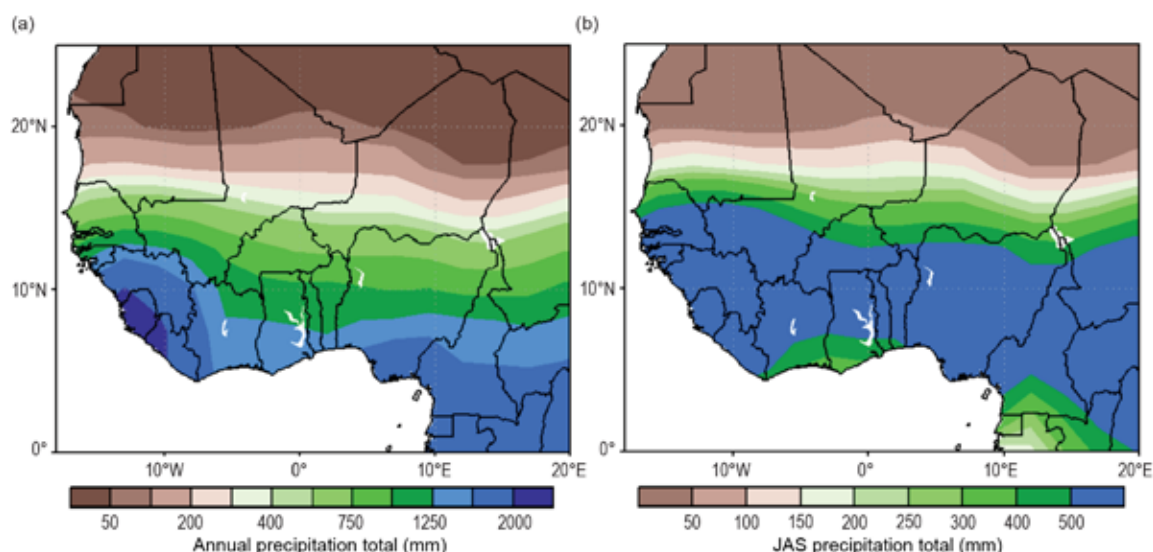 (a)
(b)
20°N
10°N
0°
10°W 0° 10°E 20°E
50 200 400 750 1250 2000
Annual precipitation total (mm)
20°N
10°N
0°
10°W 0° 10°E 20°E
50 100 150 200 250 300 400 500
JAS precipitation total (mm)